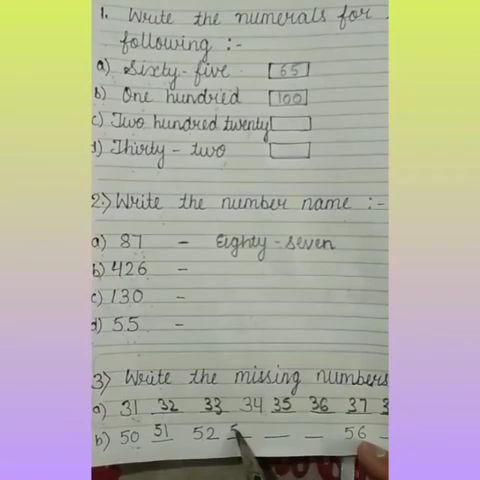 1. Write the numerals for
following :-
a) Sixty-five [65]
b) One hundred [100]
c) Two hundred twenty
d) Thirty-two
2:) Write the number name :-
a) 87 - Eighty-seven
b) 426 -
c) 130 -
d) 55 -
3) Write the missing numbers
a) 31 32 33 34 35 36 37 3
b) 50 51 52 5 _ _ 56 _